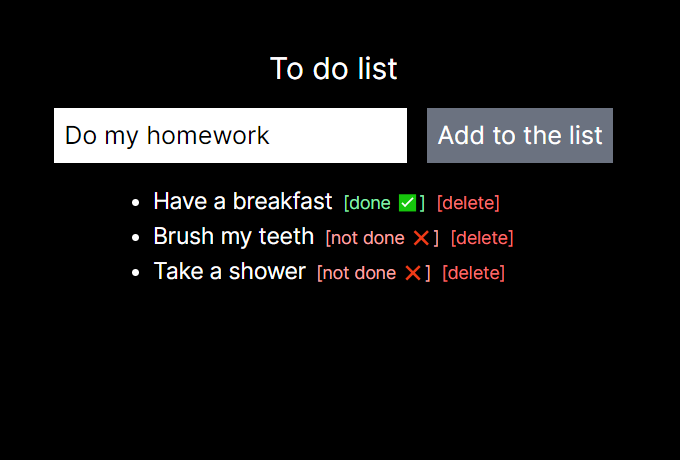 To do list
Do my homework Add to the list
Have a breakfast [done ✅] [delete]
Brush my teeth [not done ❌] [delete]
Take a shower [not done ❌] [delete]